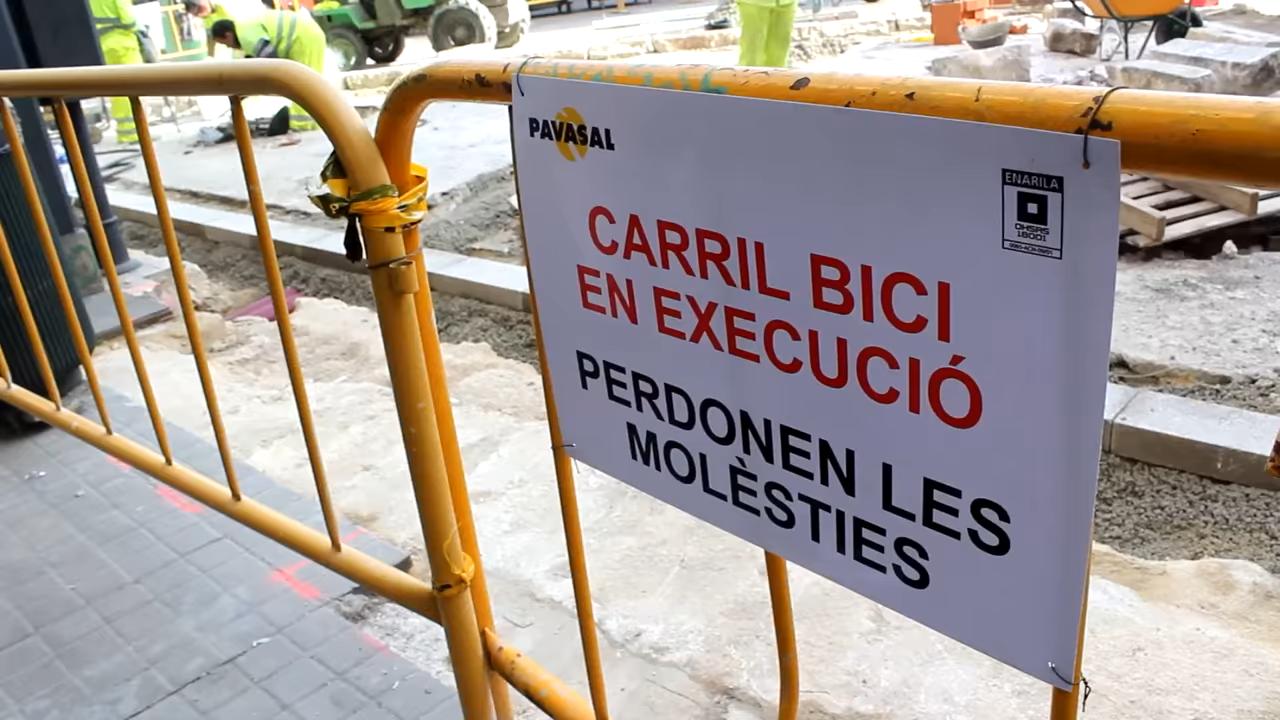 PAVASAL
ENARILA
OHSAS
18001
CARRIL BICI
EN EXECUCIÓ
PERDONEN LES
MOLÈSTIES